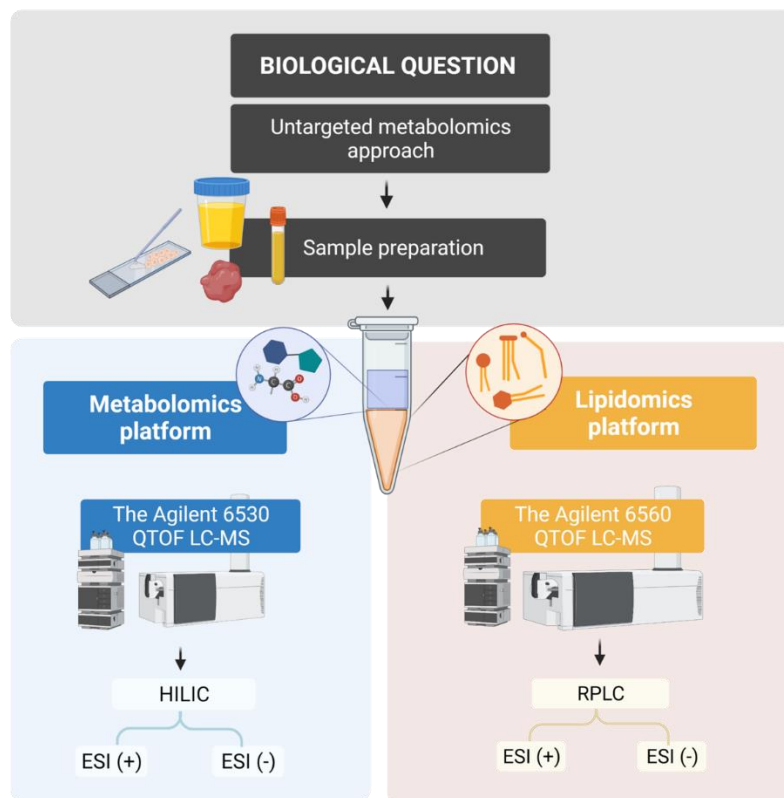 BIOLOGICAL QUESTION
Untargeted metabolomics
approach
Sample preparation
Metabolomics
platform
The Agilent 6530
QTOF LC-MS
HILIC
ESI (+)
ESI (-)
Lipidomics
platform
The Agilent 6560
QTOF LC-MS
RPLC
ESI (+)
ESI (-)